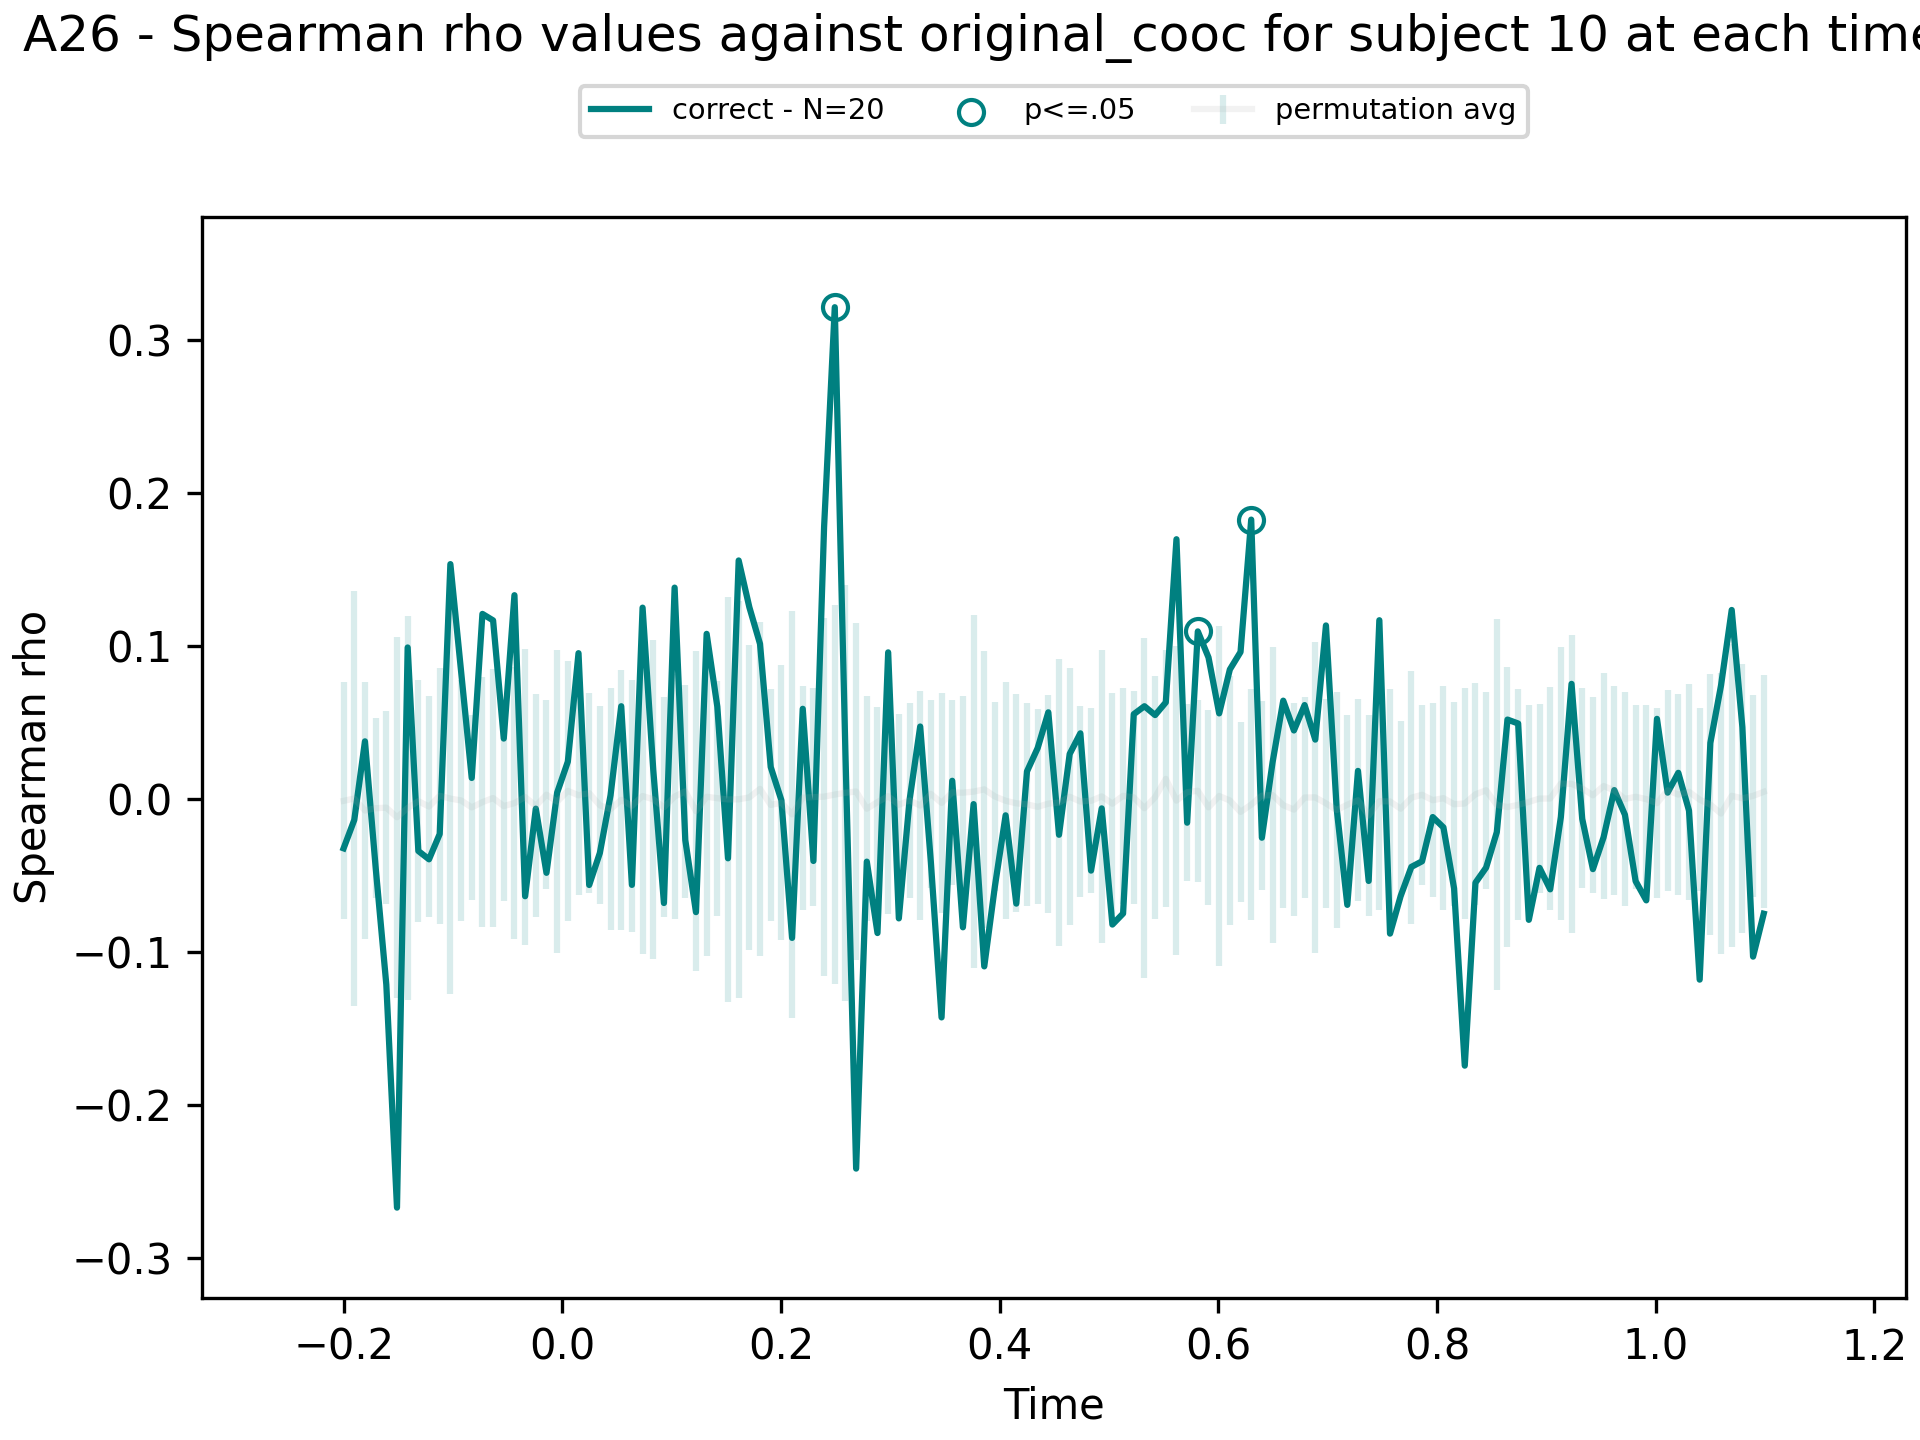 A26 - Spearman rho values against original_cooc for subject 10 at each time
correct - N=20 p<=.05 permutation avg
Spearman rho
0.3
0.2
0.1
0.0
−0.1
−0.2
−0.3
−0.2 0.0 0.2 0.4 0.6 0.8 1.0 1.2
Time